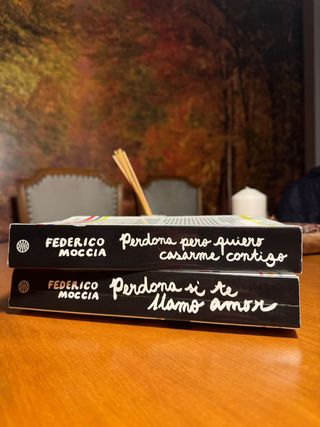 FEDERICO
MOCCIA
Perdona pero quiero
casarme contigo
FEDERICO
MOCCIA
Perdona si te
llamo amor